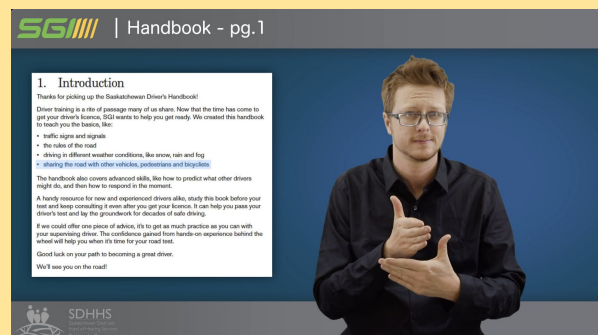 SGI
Handbook - pg.1
1. Introduction
Thanks for picking up the Saskatchewan Driver's Handbook!
Driver training is a rite of passage many of us share. Now that the time has come to
get your driver's licence, SGI wants to help you get ready. We created this handbook
to teach you the basics, like:
• traffic signs and signals
• the rules of the road
• driving in different weather conditions, like snow, rain and fog
• sharing the road with other vehicles, pedestrians and bicyclists
The handbook also covers advanced skills, like how to predict what other drivers
might do, and then how to respond in the moment.
A handy resource for new and experienced drivers alike, study this book before your
test and keep consulting it even after you get your licence. It can help you pass your
driver's test and lay the groundwork for decades of safe driving.
If we could offer one piece of advice, it's to get as much practice as you can with
your supervising driver. The confidence gained from hands-on experience behind the
wheel will help you when it's time for your road test.
Good luck on your path to becoming a great driver.
We'll see you on the road!
SDHHS